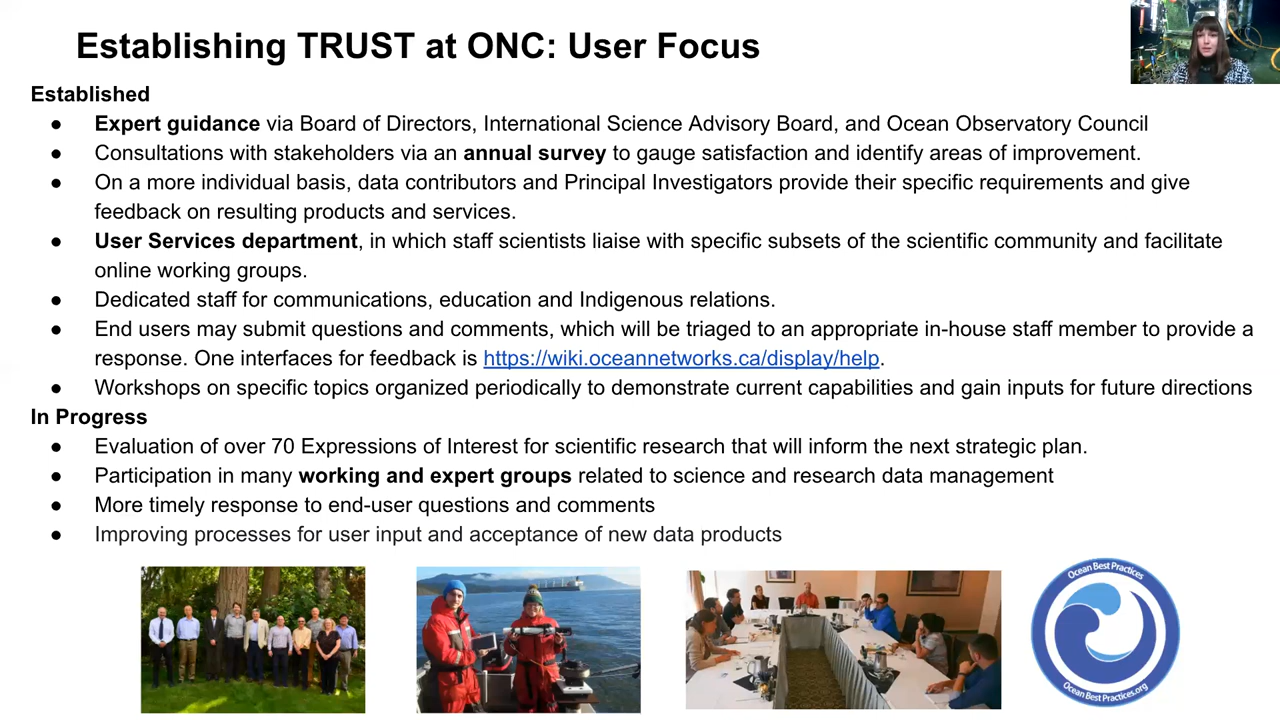 Establishing TRUST at ONC: User Focus
Established
● Expert guidance via Board of Directors, International Science Advisory Board, and Ocean Observatory Council
● Consultations with stakeholders via an annual survey to gauge satisfaction and identify areas of improvement.
● On a more individual basis, data contributors and Principal Investigators provide their specific requirements and give
feedback on resulting products and services.
● User Services department, in which staff scientists liaise with specific subsets of the scientific community and facilitate
online working groups.
● Dedicated staff for communications, education and Indigenous relations.
● End users may submit questions and comments, which will be triaged to an appropriate in-house staff member to provide a
response. One interfaces for feedback is https://wiki.oceannetworks.ca/display/help.
● Workshops on specific topics organized periodically to demonstrate current capabilities and gain inputs for future directions
In Progress
● Evaluation of over 70 Expressions of Interest for scientific research that will inform the next strategic plan.
● Participation in many working and expert groups related to science and research data management
● More timely response to end-user questions and comments
● Improving processes for user input and acceptance of new data products
Ocean Best Practices
Ocean Best Practices.org